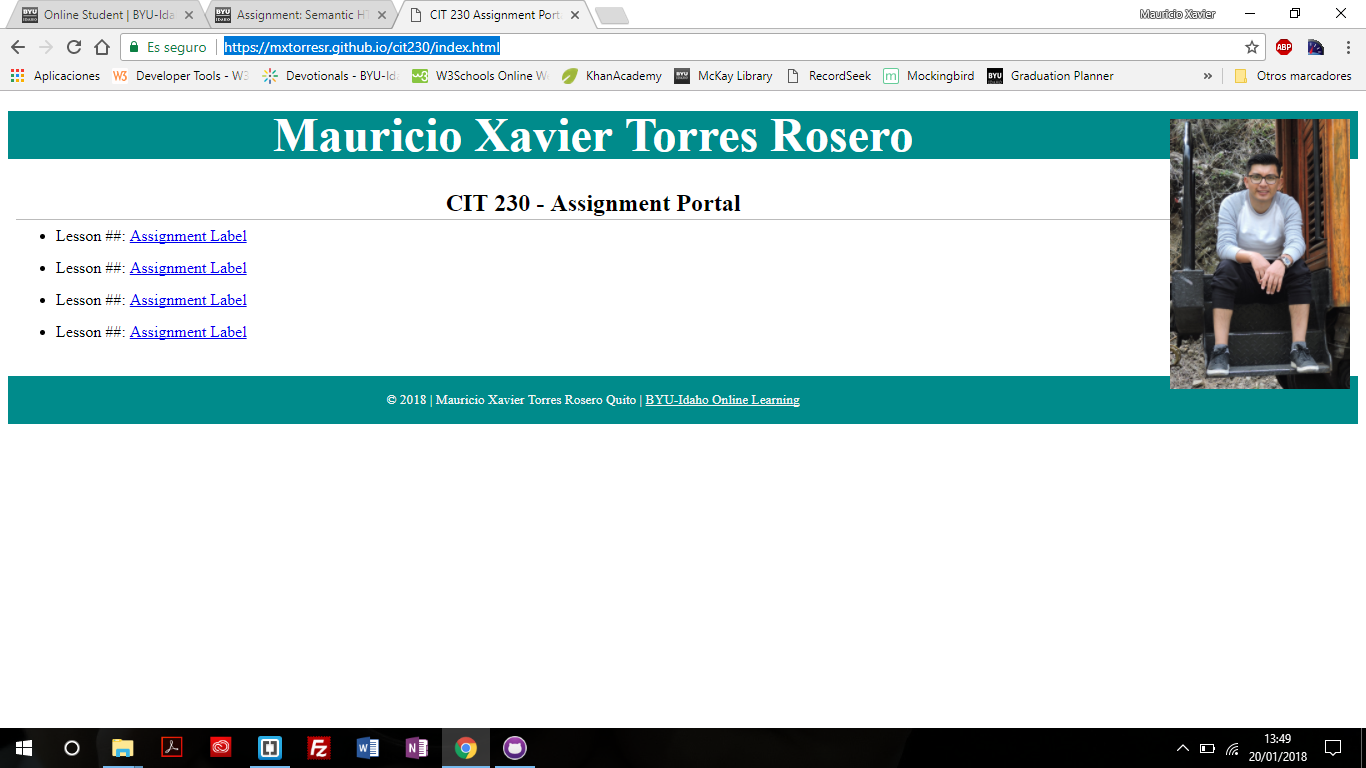 Online Student | BYU-Ida
Assignment: Semantic HT
CIT 230 Assignment Port
Mauricio Xavier
Es seguro
https://mxtorresr.github.io/cit230/index.html
ABP
Aplicaciones
Developer Tools - W3
Devotionals - BYU-Id
W3Schools Online W
KhanAcademy
McKay Library
RecordSeek
Mockingbird
Graduation Planner
»
Otros marcadores
Mauricio Xavier Torres Rosero
CIT 230 - Assignment Portal
• Lesson ##: Assignment Label
• Lesson ##: Assignment Label
• Lesson ##: Assignment Label
• Lesson ##: Assignment Label
© 2018 | Mauricio Xavier Torres Rosero Quito | BYU-Idaho Online Learning
13:49
20/01/2018